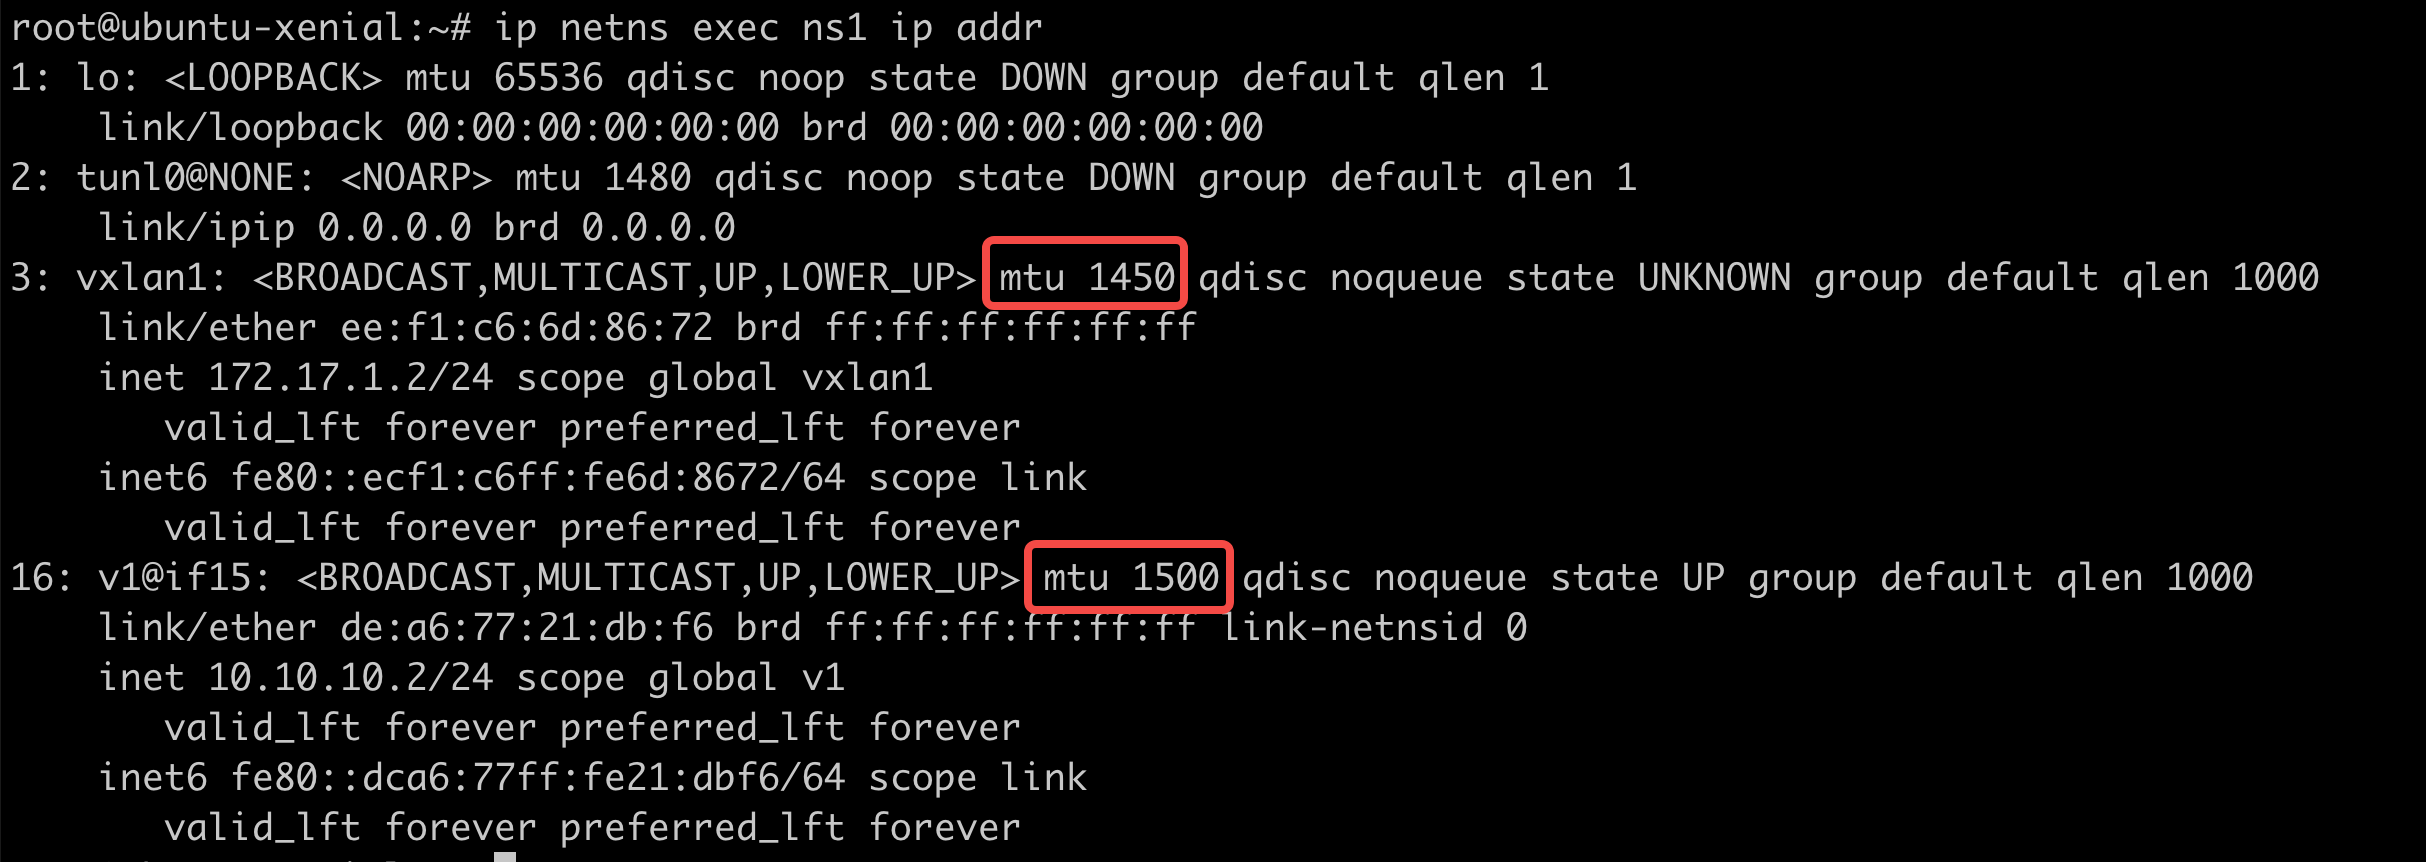 root@ubuntu-xenial:~# ip netns exec ns1 ip addr
1: lo: <LOOPBACK> mtu 65536 qdisc noop state DOWN group default qlen 1
    link/loopback 00:00:00:00:00:00 brd 00:00:00:00:00:00
2: tunl0@NONE: <NOARP> mtu 1480 qdisc noop state DOWN group default qlen 1
    link/ipip 0.0.0.0 brd 0.0.0.0
3: vxlan1: <BROADCAST,MULTICAST,UP,LOWER_UP> mtu 1450 qdisc noqueue state UNKNOWN group default qlen 1000
    link/ether ee:f1:c6:6d:86:72 brd ff:ff:ff:ff:ff:ff
    inet 172.17.1.2/24 scope global vxlan1
       valid_lft forever preferred_lft forever
    inet6 fe80::ecf1:c6ff:fe6d:8672/64 scope link
       valid_lft forever preferred_lft forever
16: v1@if15: <BROADCAST,MULTICAST,UP,LOWER_UP> mtu 1500 qdisc noqueue state UP group default qlen 1000
    link/ether de:a6:77:21:db:f6 brd ff:ff:ff:ff:ff:ff link-netnsid 0
    inet 10.10.10.2/24 scope global v1
       valid_lft forever preferred_lft forever
    inet6 fe80::dca6:77ff:fe21:dbf6/64 scope link
       valid_lft forever preferred_lft forever